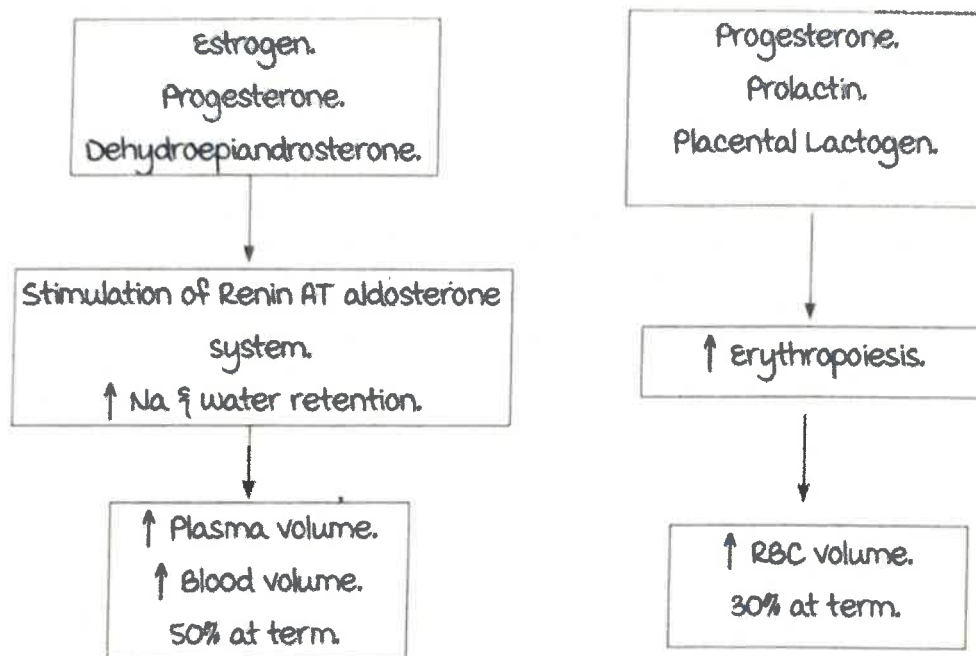 Estrogen.
Progesterone.
Dehydroepiandrosterone.
Stimulation of Renin AT aldosterone
system.
↑ Na & water retention.
↑ Plasma volume.
↑ Blood volume.
50% at term.
Progesterone.
Prolactin.
Placental Lactogen.
↑ Erythropoiesis.
↑ RBC volume.
30% at term.